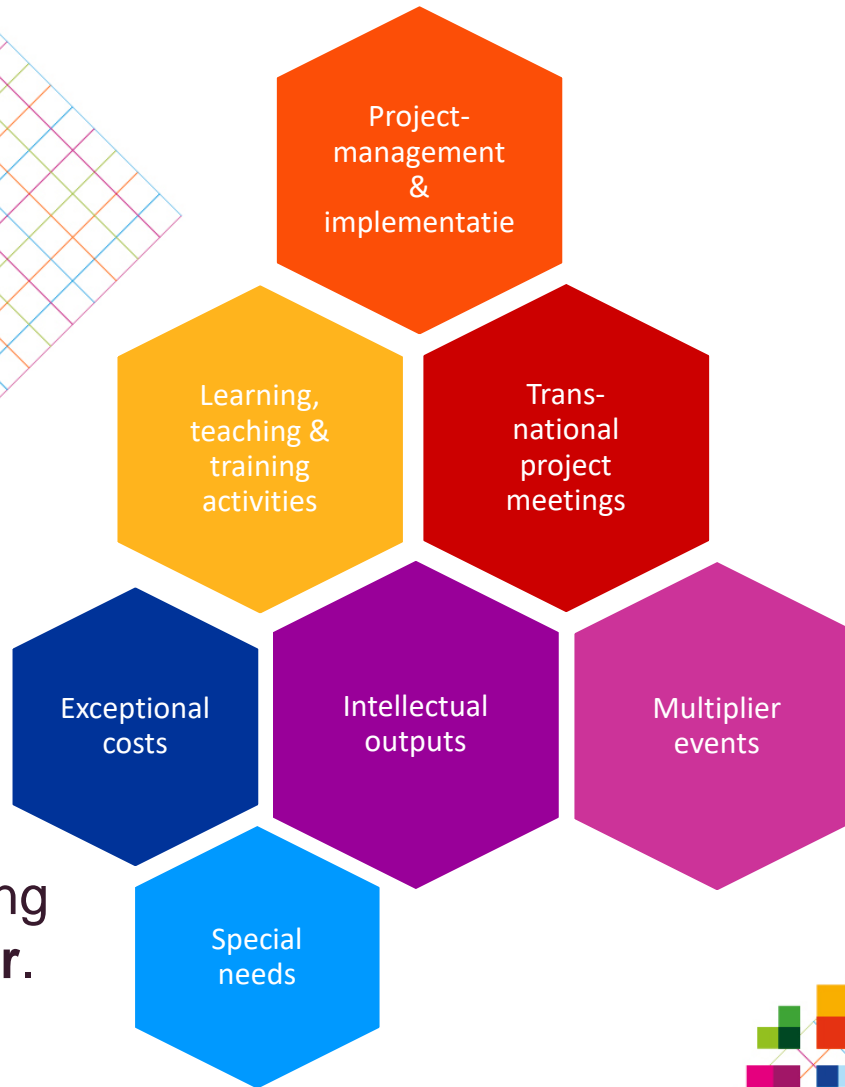 Project-
management
&
implementatie
Learning,
teaching &
training
activities
Trans-
national
project
meetings
Exceptional
costs
Intellectual
outputs
Multiplier
events
Special
needs